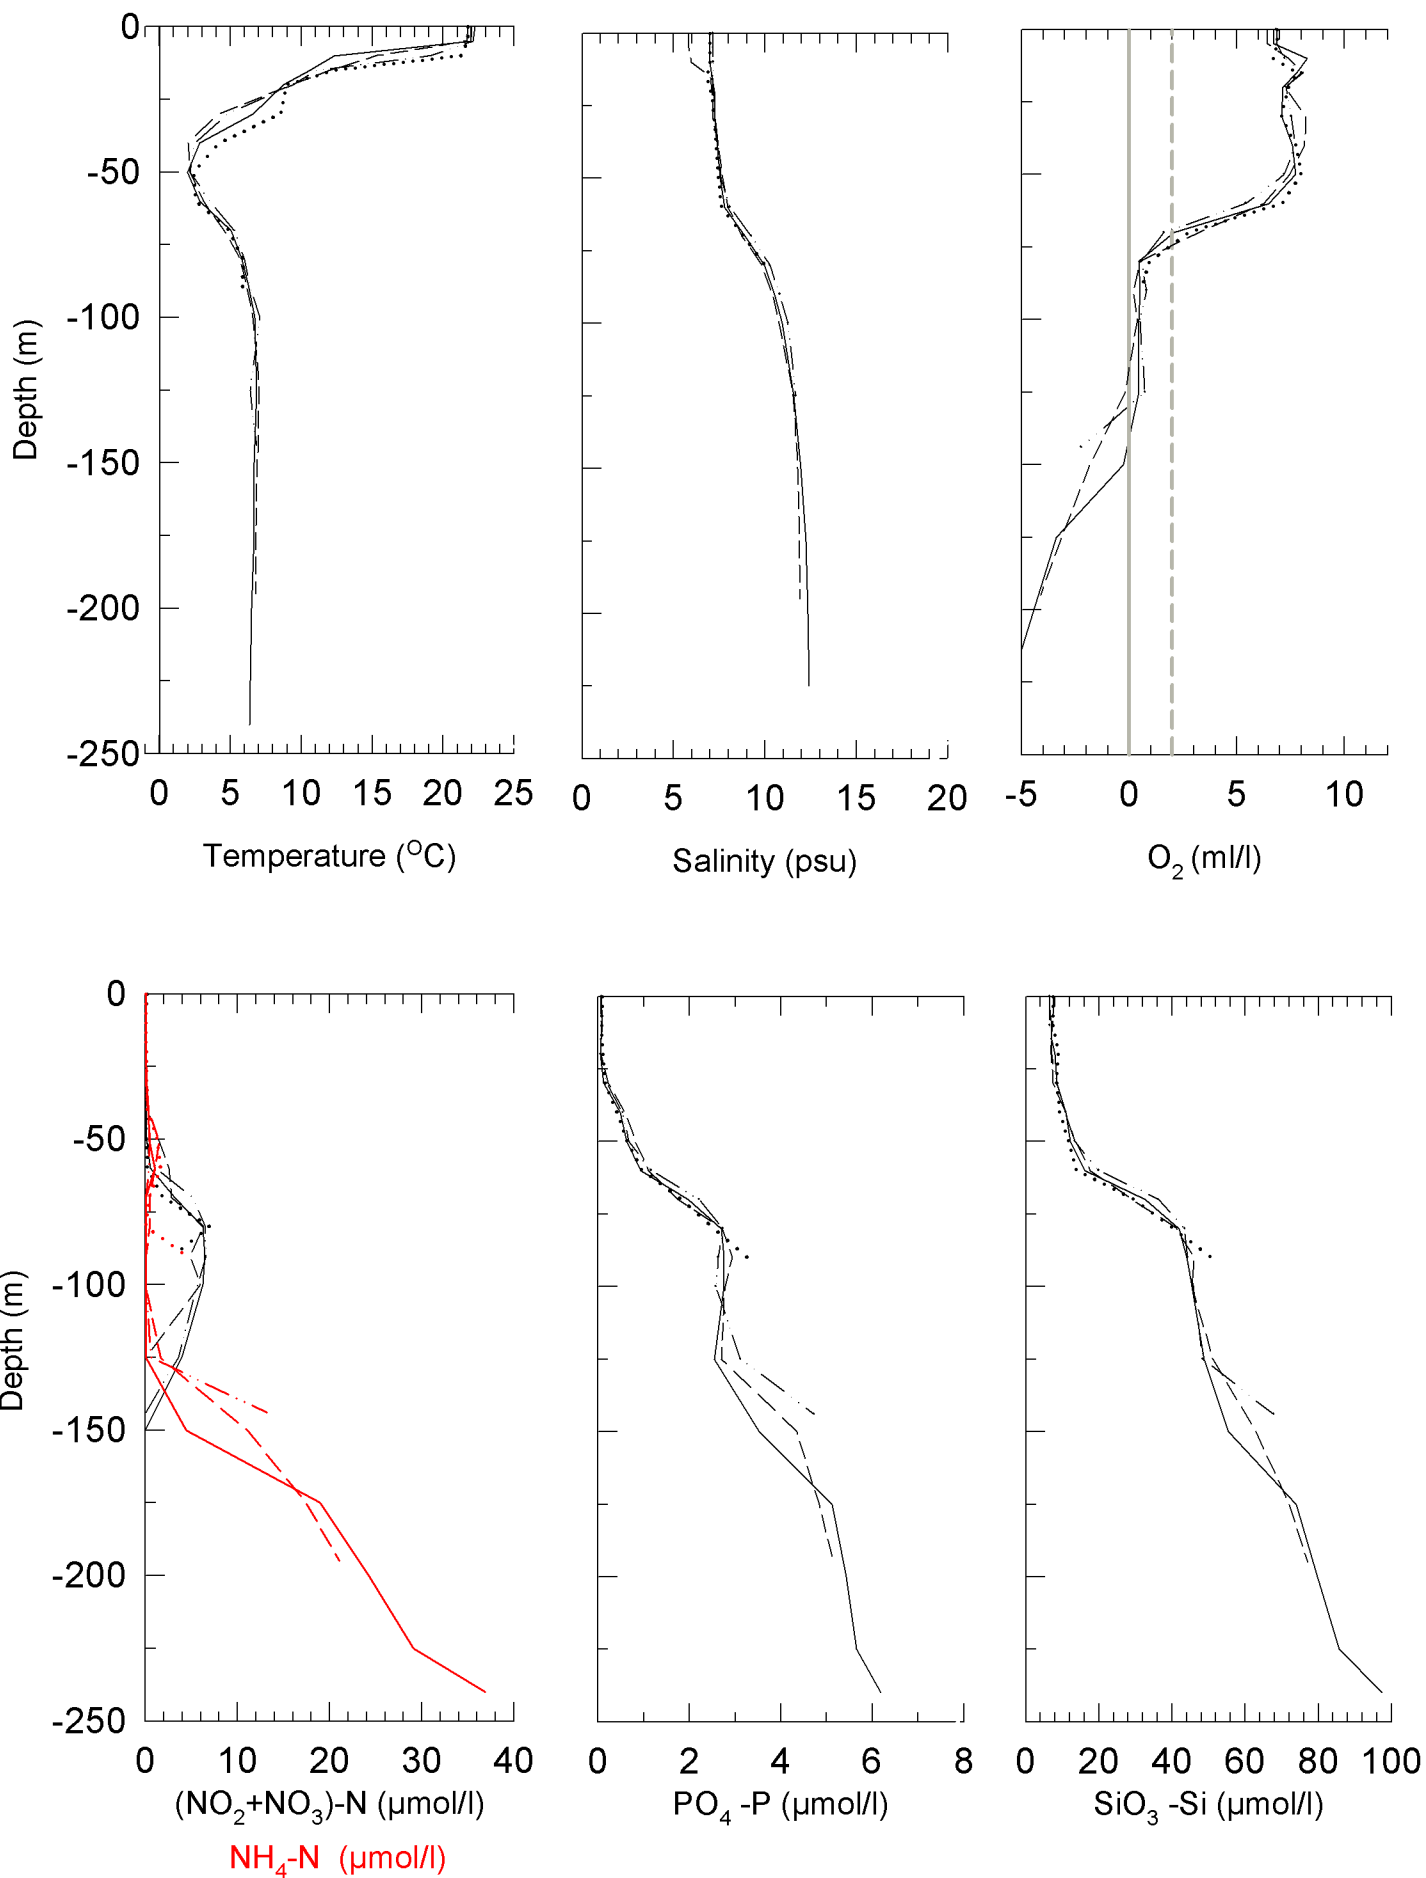 0
-50
-100
-150
-200
-250
Depth (m)
0 5 10 15 20 25
Temperature (°C)
0 5 10 15 20
Salinity (psu)
-5 0 5 10
O₂ (ml/l)
0
-50
-100
-150
-200
-250
Depth (m)
0 10 20 30 40
(NO₂+NO₃)-N (µmol/l)
NH₄-N (µmol/l)
0 2 4 6 8
PO₄ -P (µmol/l)
0 20 40 60 80 100
SiO₃ -Si (µmol/l)